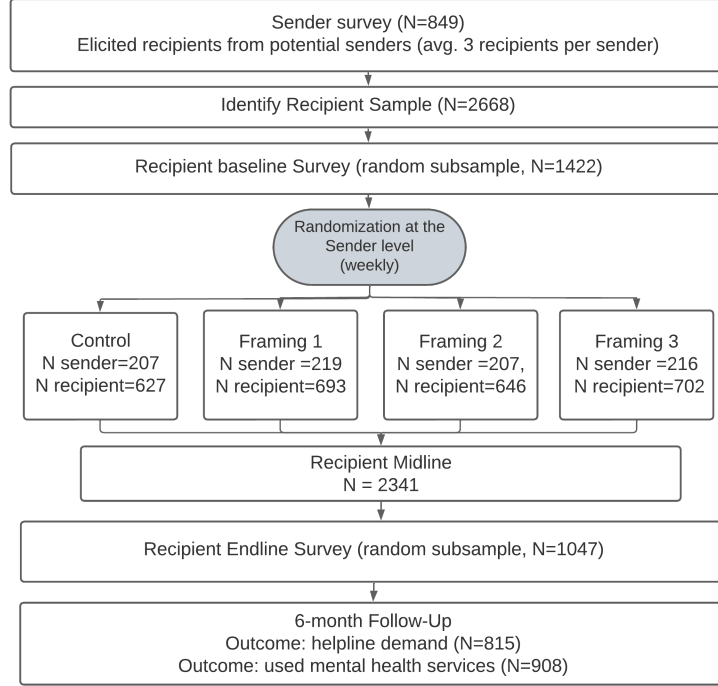 Sender survey (N=849)
Elicited recipients from potential senders (avg. 3 recipients per sender)
Identify Recipient Sample (N=2668)
Recipient baseline Survey (random subsample, N=1422)
Randomization at the
Sender level
(weekly)
Control
N sender=207
N recipient=627
Framing 1
N sender =219
N recipient=693
Framing 2
N sender =207,
N recipient=646
Framing 3
N sender =216
N recipient=702
Recipient Midline
N = 2341
Recipient Endline Survey (random subsample, N=1047)
6-month Follow-Up
Outcome: helpline demand (N=815)
Outcome: used mental health services (N=908)